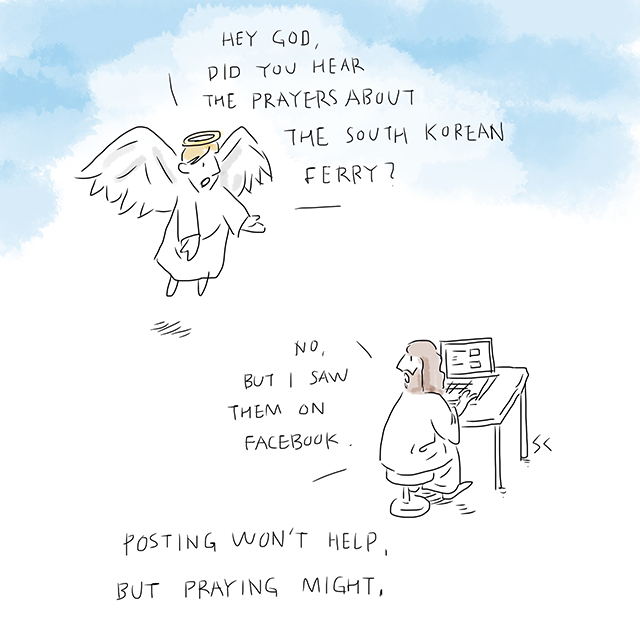 HEY GOD,
DID YOU HEAR
THE PRAYERS ABOUT
THE SOUTH KOREAN
FERRY?
NO,
BUT I SAW
THEM ON
FACEBOOK.
SC
POSTING WON'T HELP,
BUT PRAYING MIGHT,